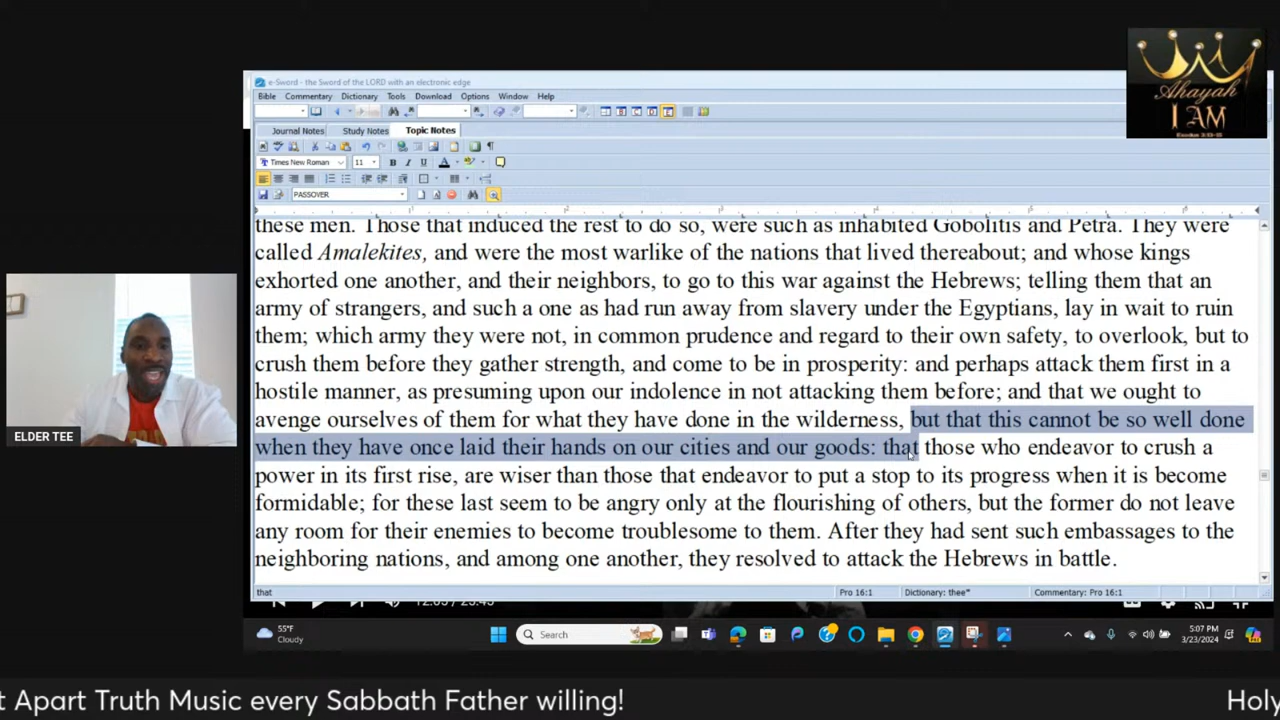 Ahayah
I AM
Exodus 3:13-15
e-Sword - the Sword of the LORD with an electronic edge
Bible Commentary Dictionary Tools Download Options Window Help
Journal Notes Study Notes Topic Notes
Times New Roman 11 B I U A
PASSOVER
these men. Those that induced the rest to do so, were such as inhabited Gobolitis and Petra. They were
called Amalekites, and were the most warlike of the nations that lived thereabout; and whose kings
exhorted one another, and their neighbors, to go to this war against the Hebrews; telling them that an
army of strangers, and such a one as had run away from slavery under the Egyptians, lay in wait to ruin
them; which army they were not, in common prudence and regard to their own safety, to overlook, but to
crush them before they gather strength, and come to be in prosperity: and perhaps attack them first in a
hostile manner, as presuming upon our indolence in not attacking them before; and that we ought to
avenge ourselves of them for what they have done in the wilderness, but that this cannot be so well done
when they have once laid their hands on our cities and our goods: that those who endeavor to crush a
power in its first rise, are wiser than those that endeavor to put a stop to its progress when it is become
formidable; for these last seem to be angry only at the flourishing of others, but the former do not leave
any room for their enemies to become troublesome to them. After they had sent such embassages to the
neighboring nations, and among one another, they resolved to attack the Hebrews in battle.
that Pro 16:1 Dictionary: thee* Commentary: Pro 16:1
ELDER TEE
55°F
Cloudy
Search
5:07 PM
3/23/2024
t Apart Truth Music every Sabbath Father willing! Holy